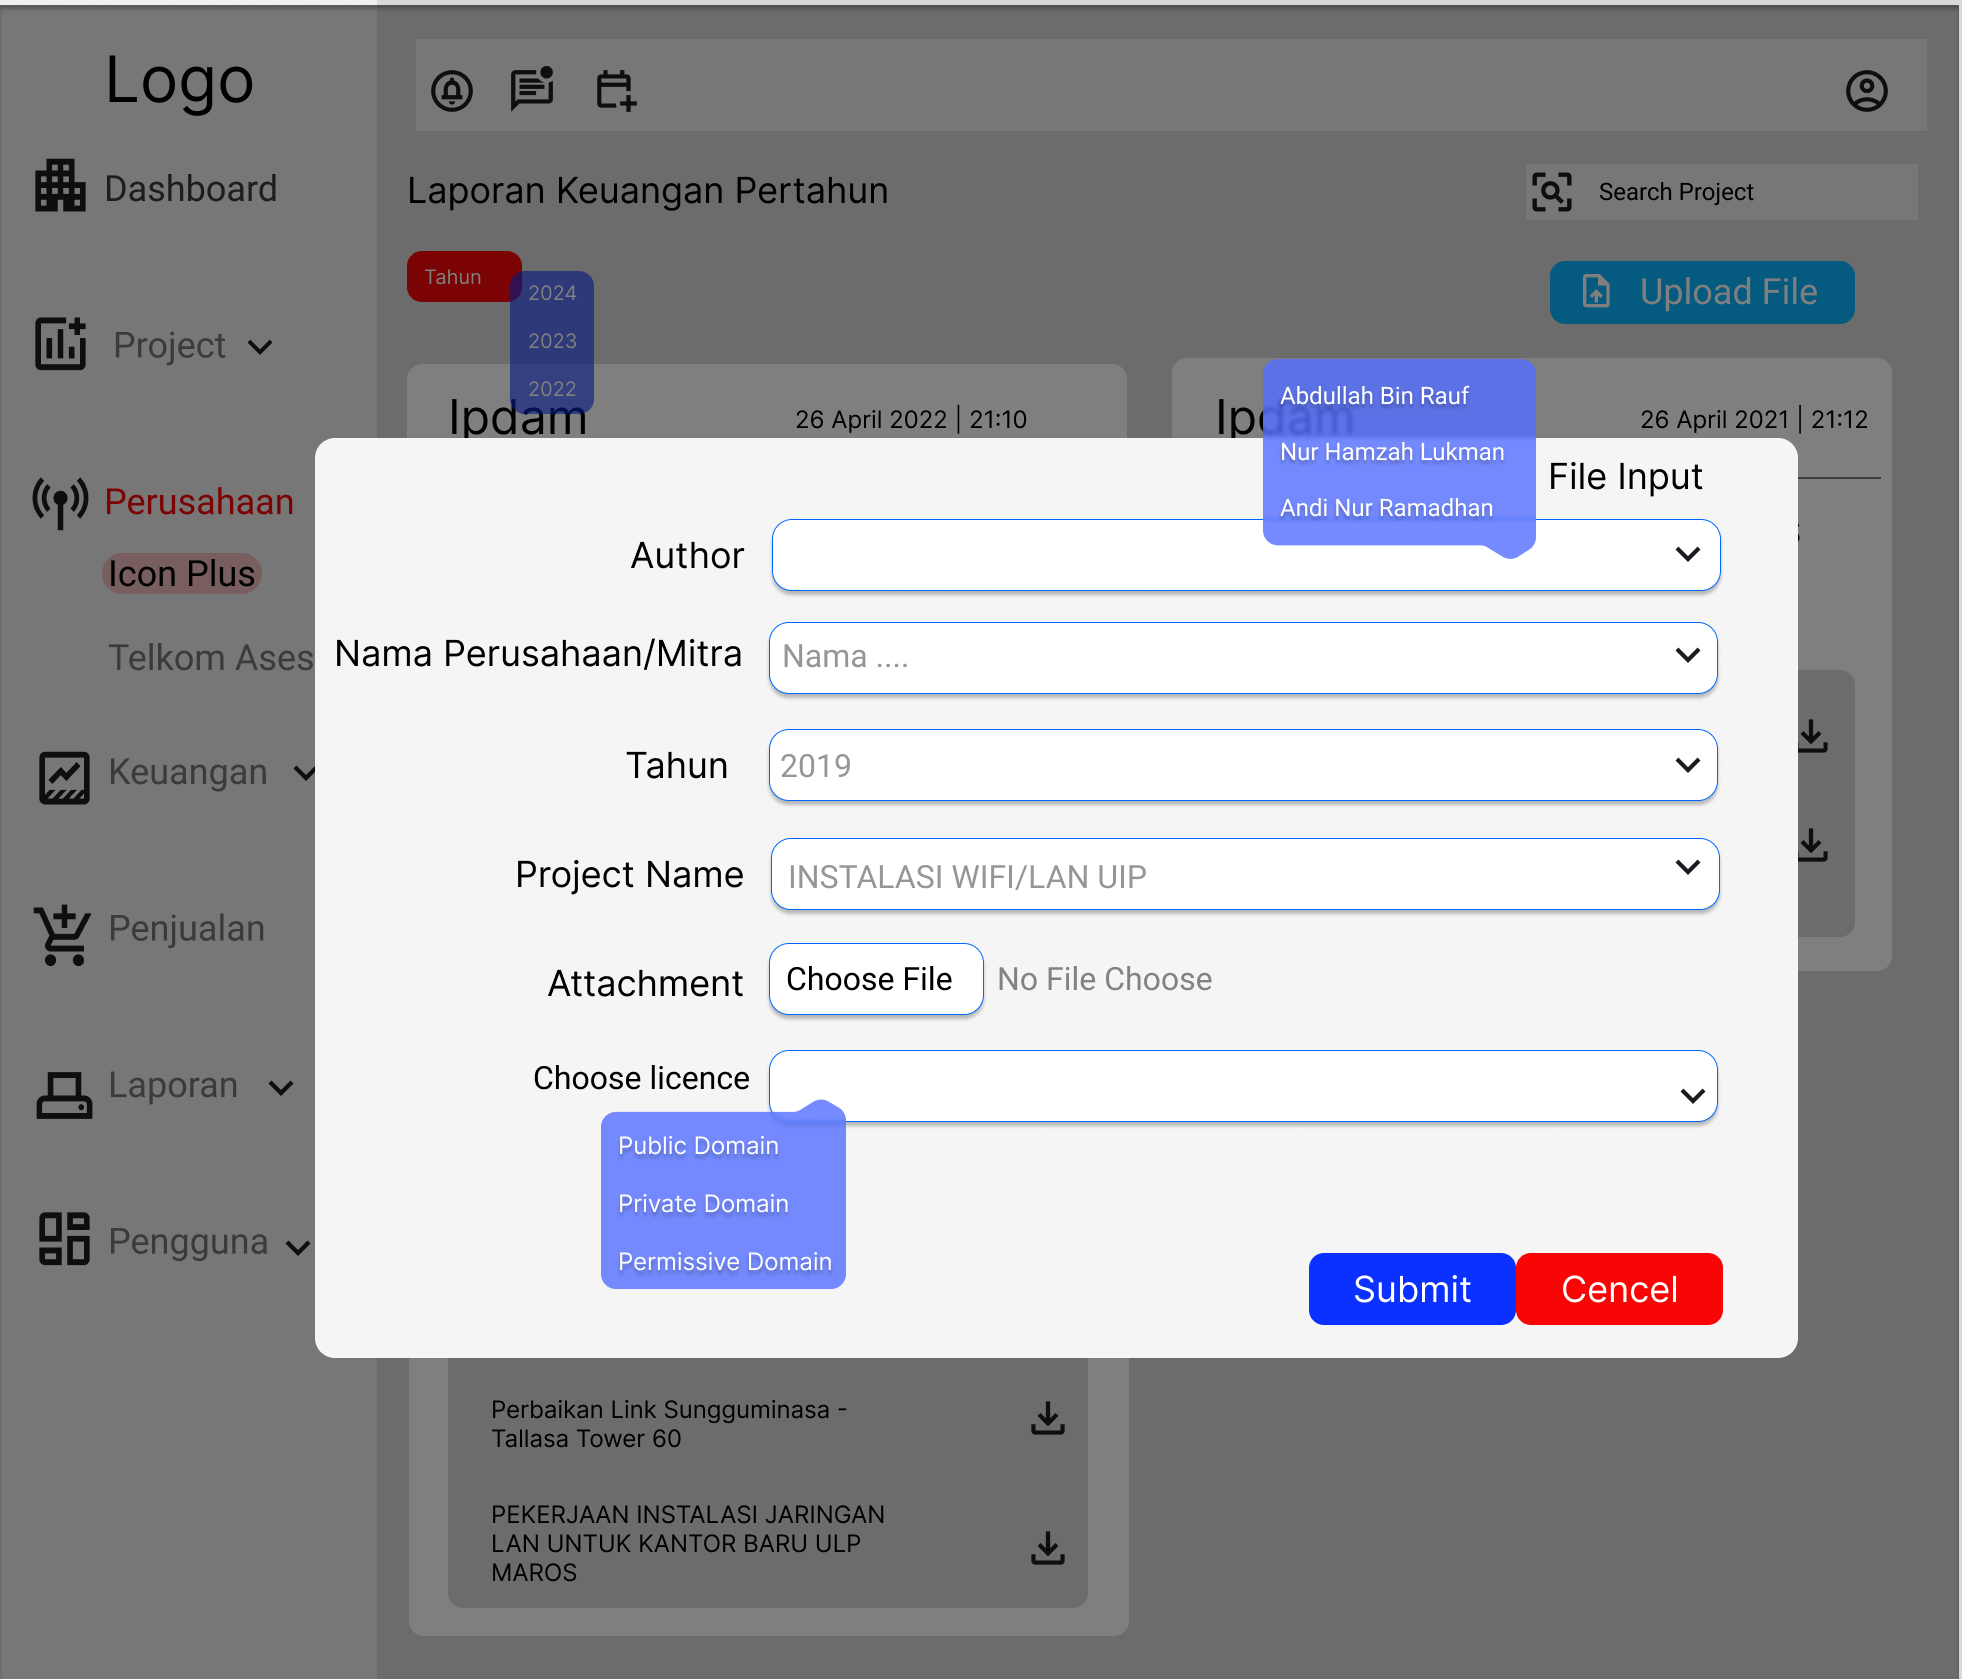 Logo
Dashboard
Project
Perusahaan
Icon Plus
Telkom Ases
Keuangan
Penjualan
Laporan
Pengguna
Laporan Keuangan Pertahun
Search Project
Tahun
2024
2023
2022
Upload File
Ipdam
26 April 2022 | 21:10
Ipdam
26 April 2021 | 21:12
Abdullah Bin Rauf
Nur Hamzah Lukman
Andi Nur Ramadhan
File Input
Author
Nama Perusahaan/Mitra
Nama ....
Tahun
2019
Project Name
INSTALASI WIFI/LAN UIP
Attachment
Choose File
No File Choose
Choose licence
Public Domain
Private Domain
Permissive Domain
Submit
Cencel
Perbaikan Link Sungguminasa -
Tallasa Tower 60
PEKERJAAN INSTALASI JARINGAN
LAN UNTUK KANTOR BARU ULP
MAROS